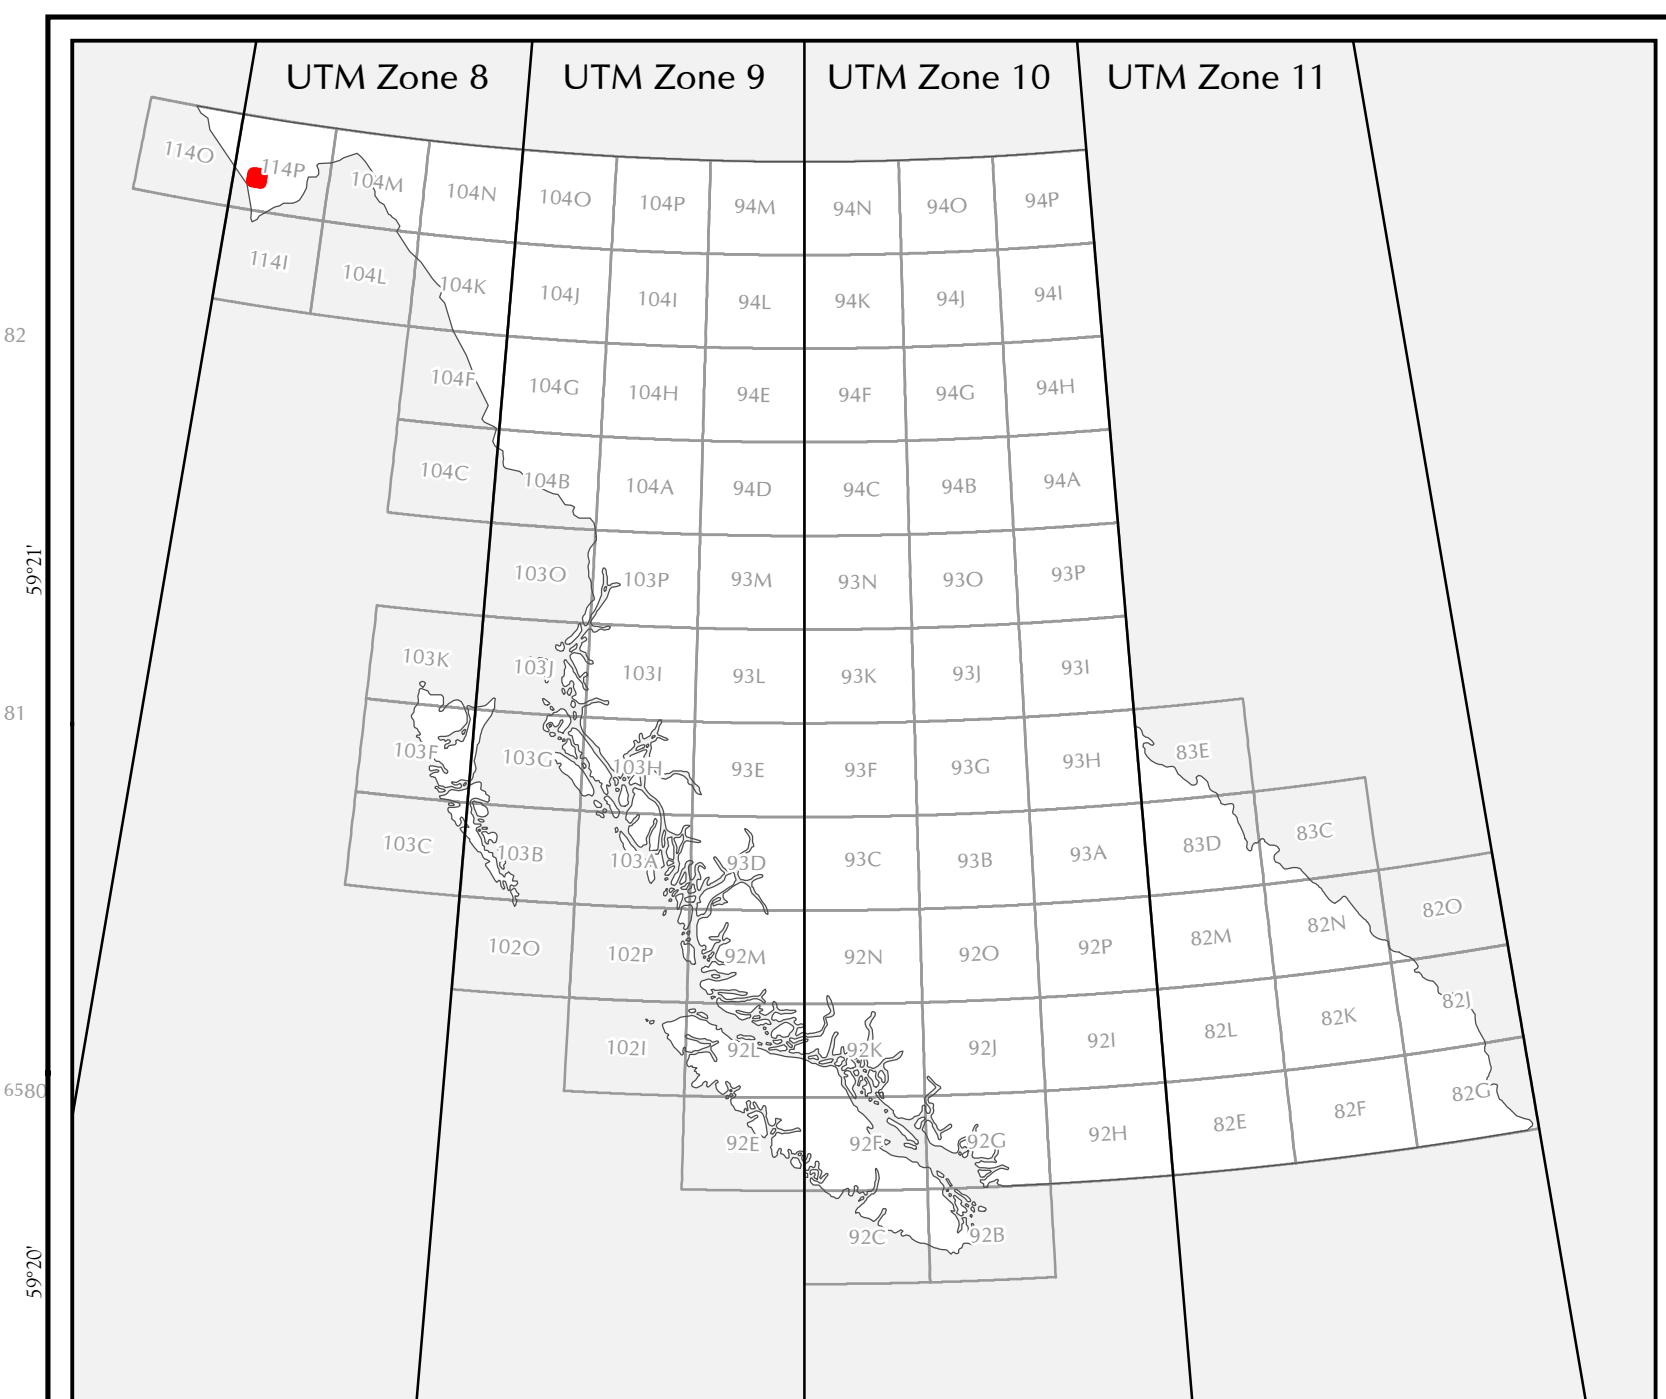 UTM Zone 8 UTM Zone 9 UTM Zone 10 UTM Zone 11
114O 114P 104M 104N 104O 104P 94M 94N 94O 94P
114I 104L 104K 104J 104I 94L 94K 94J 94I
82
104F 104G 104H 94E 94F 94G 94H
104C 104B 104A 94D 94C 94B 94A
59°21'
103O 103P 93M 93N 93O 93P
103K 103J 103I 93L 93K 93J 93I
81
103F 103G 103H 93E 93F 93G 93H 83E
103C 103B 103A 93D 93C 93B 93A 83D 83C
102O 102P 92M 92N 92O 92P 82M 82N 82O
102I 92L 92K 92J 92I 82L 82K 82J
6580
92E 92F 92G 92H 82E 82F 82G
92C 92B
59°20'